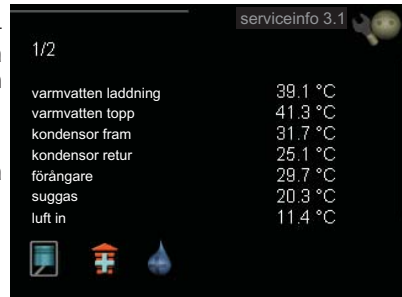 serviceinfo 3.1
1/2
varmvatten laddning 39.1 °C
varmvatten topp 41.3 °C
kondensor fram 31.7 °C
kondensor retur 25.1 °C
förångare 29.7 °C
suggas 20.3 °C
luft in 11.4 °C